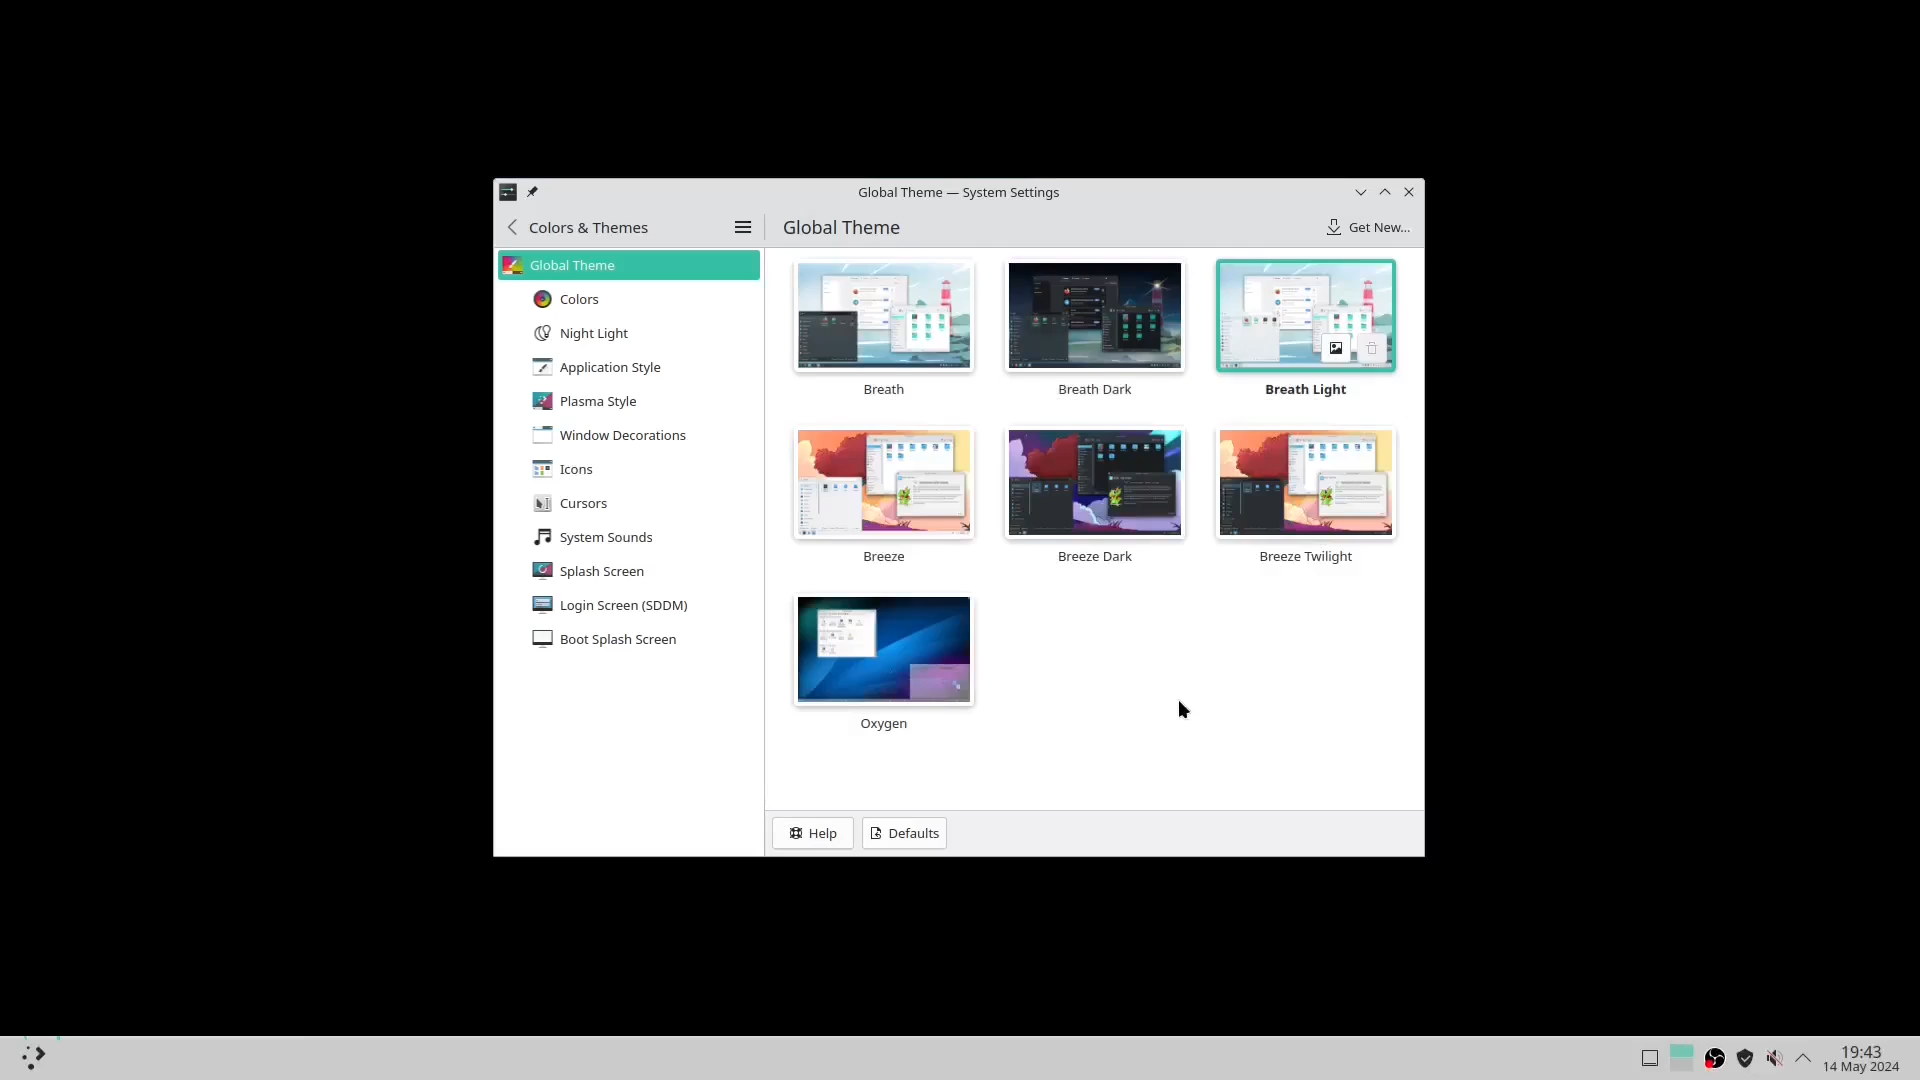 Global Theme — System Settings
Colors & Themes
Global Theme
Get New...
Global Theme
Colors
Night Light
Application Style
Plasma Style
Window Decorations
Icons
Cursors
System Sounds
Splash Screen
Login Screen (SDDM)
Boot Splash Screen
Breath
Breath Dark
Breath Light
Breeze
Breeze Dark
Breeze Twilight
Oxygen
Help
Defaults
19:43
14 May 2024